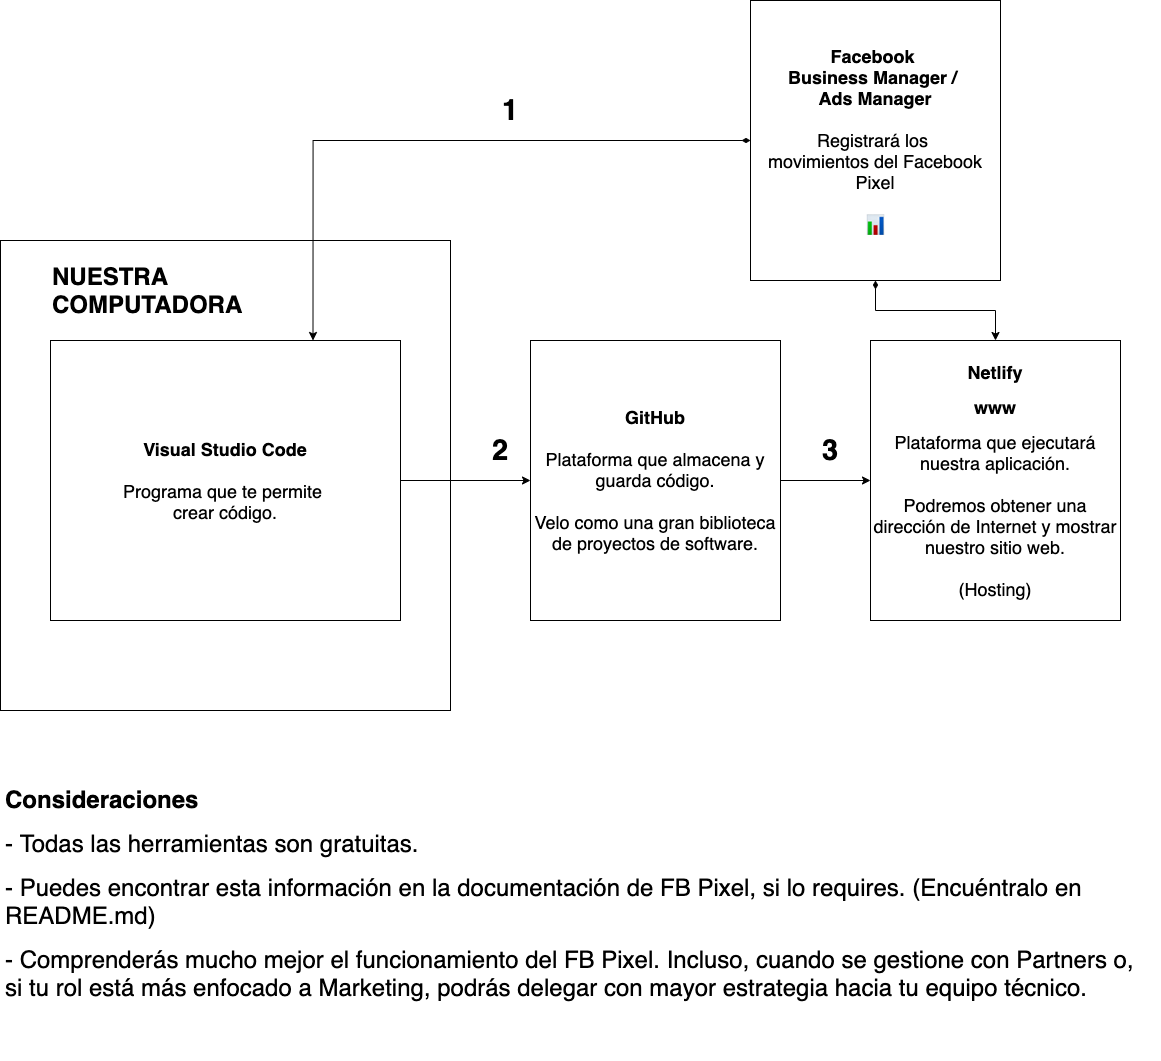 Facebook
Business Manager /
Ads Manager
Registrará los
movimientos del Facebook
Pixel
1
NUESTRA
COMPUTADORA
Visual Studio Code
Programa que te permite
crear código.
2
GitHub
Plataforma que almacena y
guarda código.
Velo como una gran biblioteca
de proyectos de software.
3
Netlify
www
Plataforma que ejecutará
nuestra aplicación.
Podremos obtener una
dirección de Internet y mostrar
nuestro sitio web.
(Hosting)
Consideraciones
- Todas las herramientas son gratuitas.
- Puedes encontrar esta información en la documentación de FB Pixel, si lo requires. (Encuéntralo en
README.md)
- Comprenderás mucho mejor el funcionamiento del FB Pixel. Incluso, cuando se gestione con Partners o,
si tu rol está más enfocado a Marketing, podrás delegar con mayor estrategia hacia tu equipo técnico.